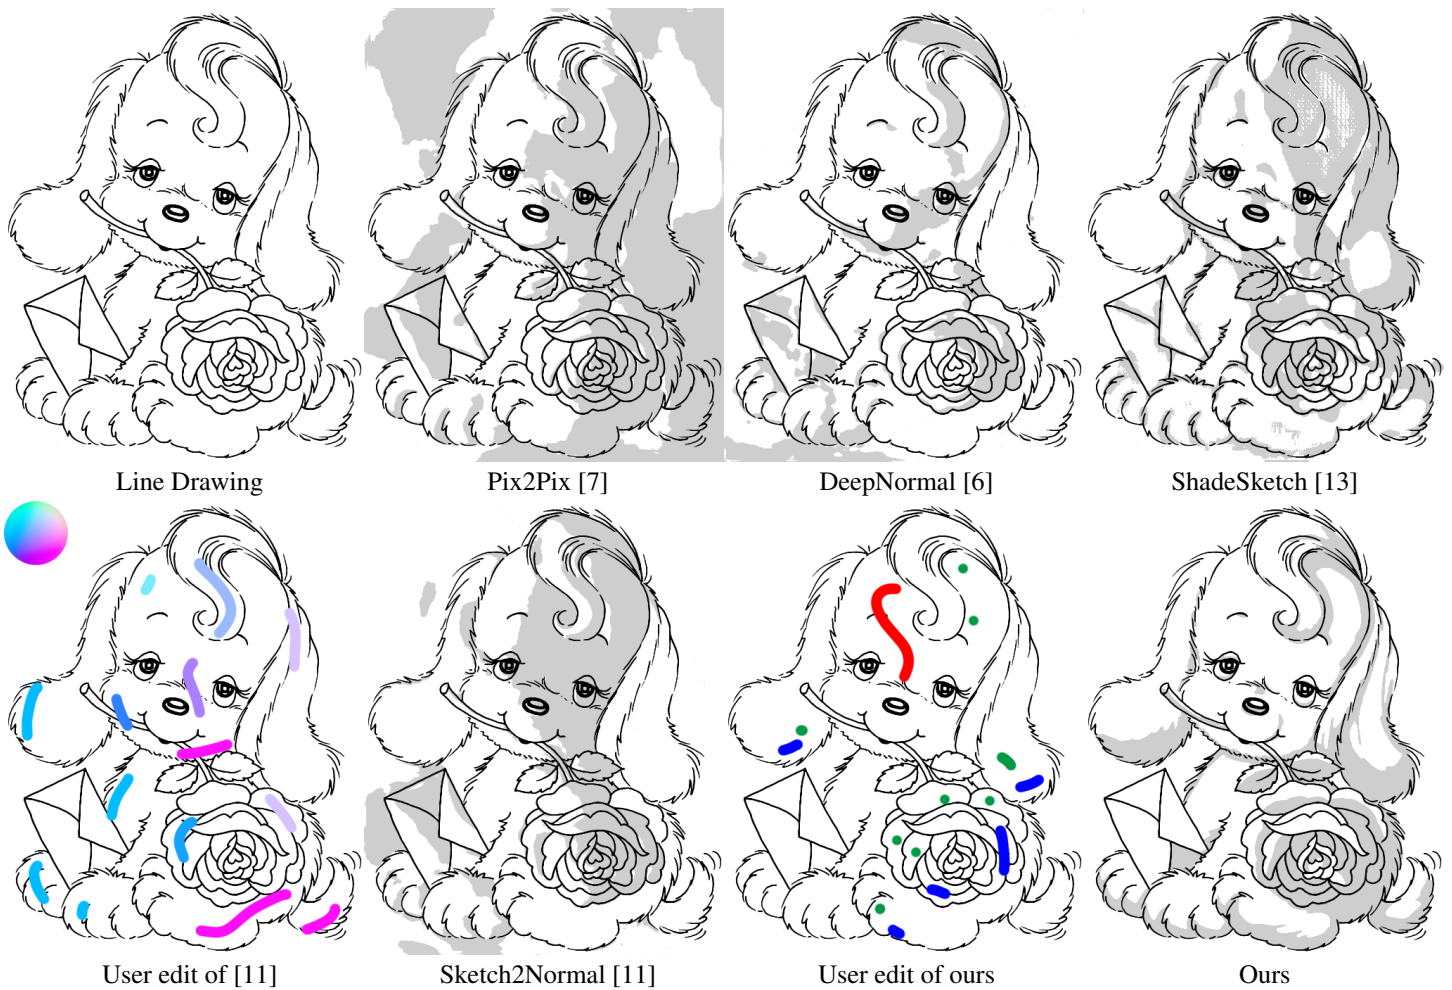 Line Drawing
Pix2Pix [7]
DeepNormal [6]
ShadeSketch [13]
User edit of [11]
Sketch2Normal [11]
User edit of ours
Ours